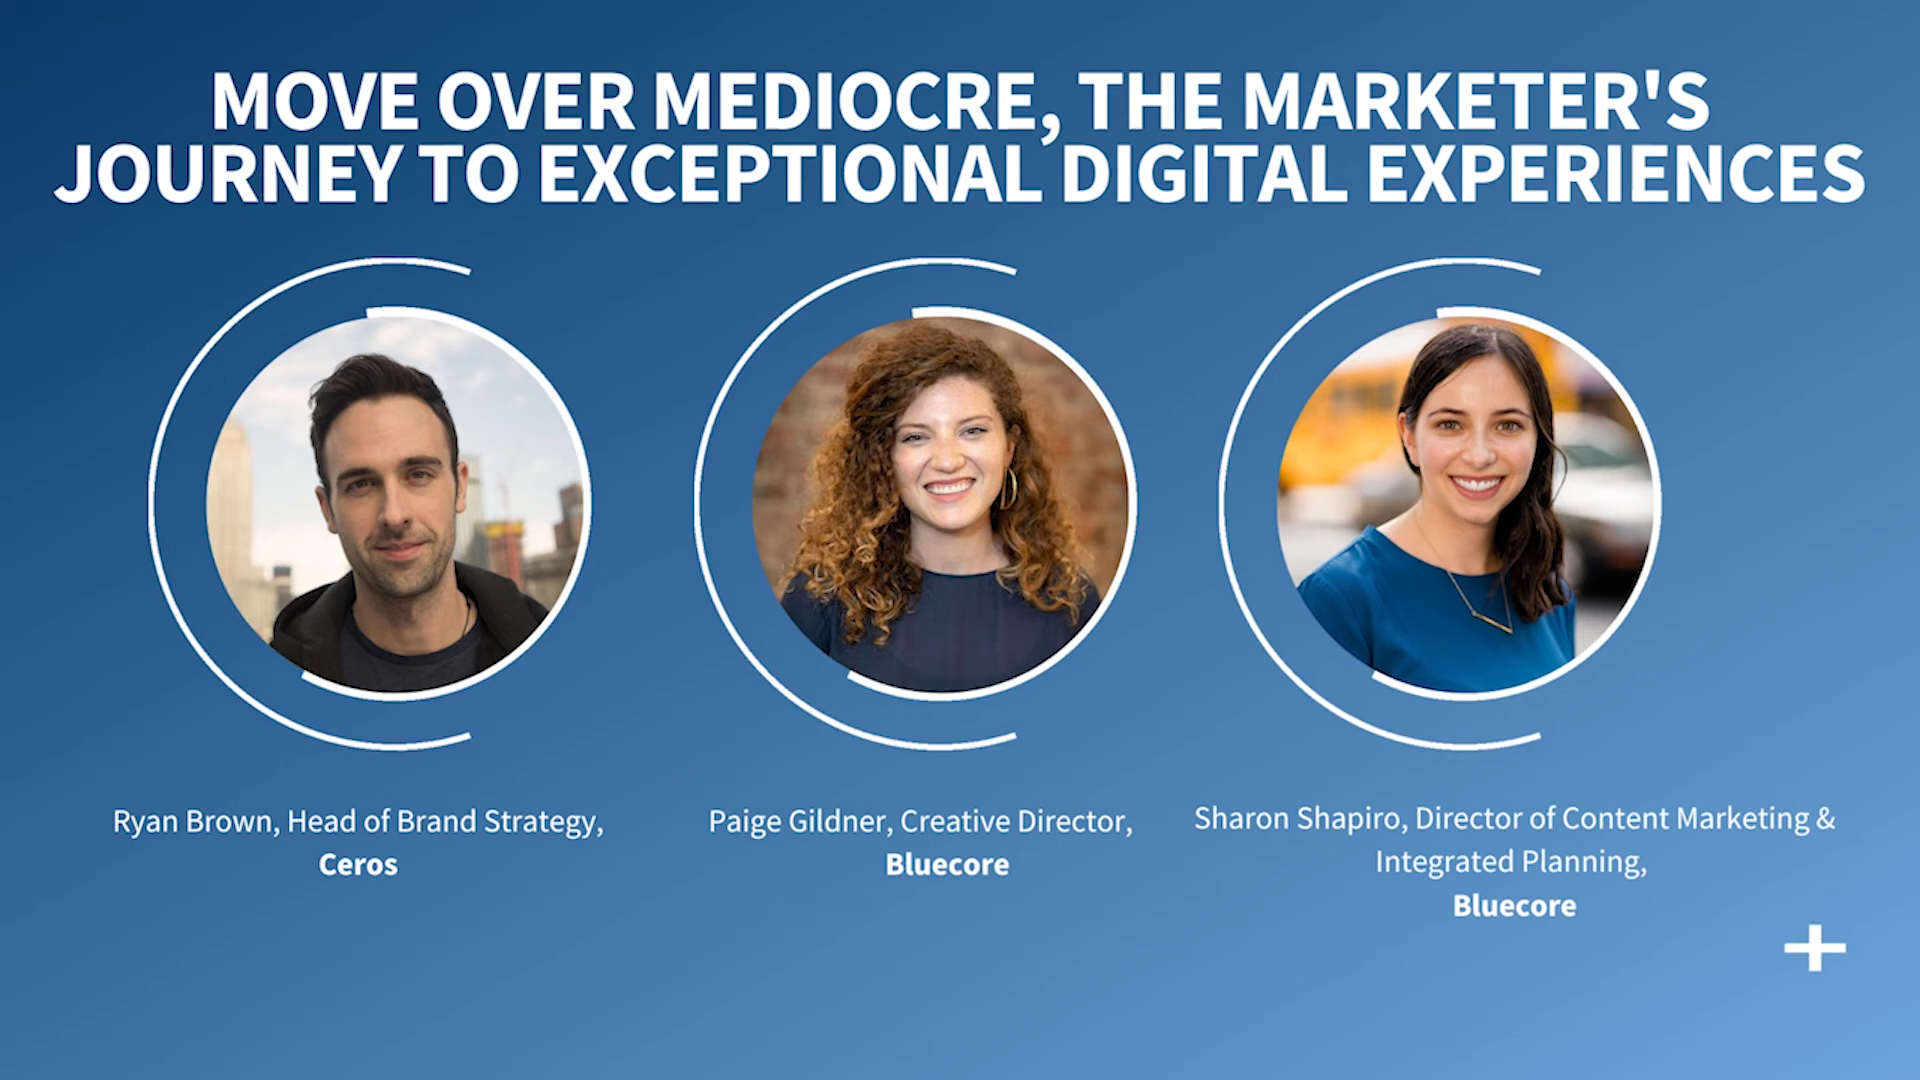 MOVE OVER MEDIOCRE, THE MARKETER'S
JOURNEY TO EXCEPTIONAL DIGITAL EXPERIENCES
Ryan Brown, Head of Brand Strategy,
Ceros
Paige Gildner, Creative Director,
Bluecore
Sharon Shapiro, Director of Content Marketing &
Integrated Planning,
Bluecore